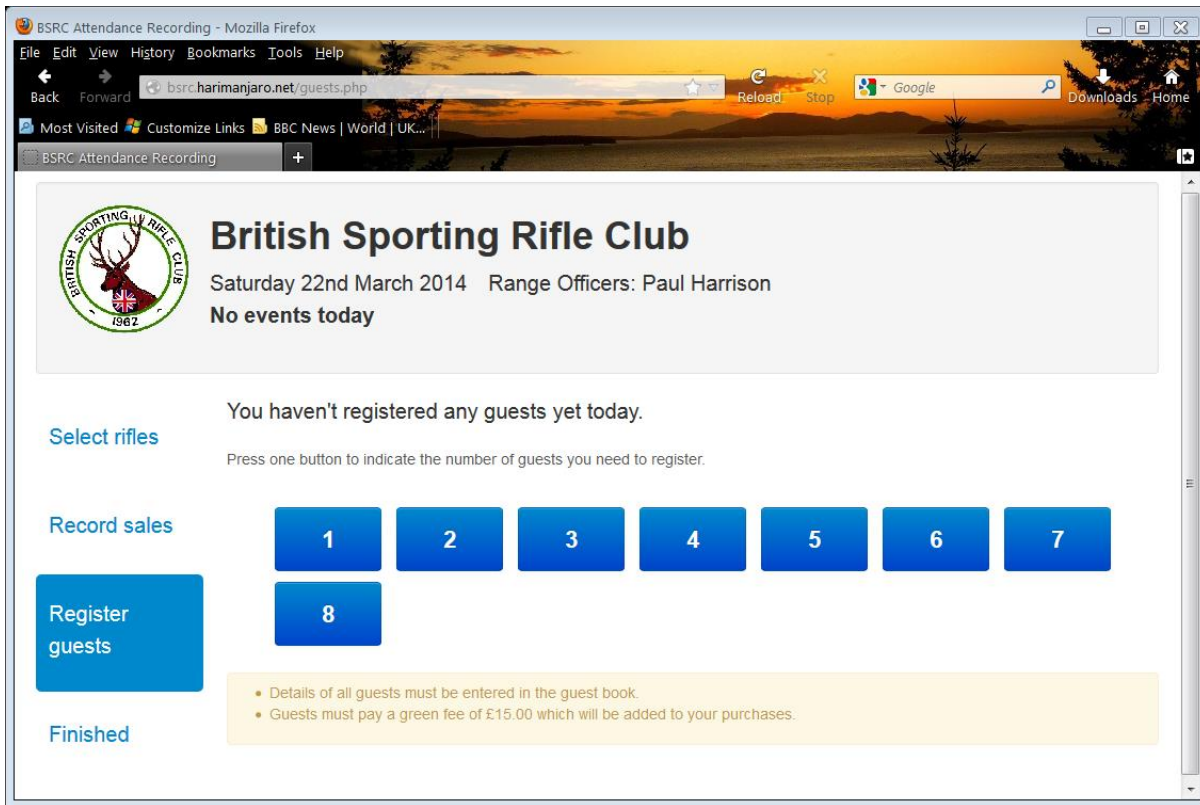 BSRC Attendance Recording - Mozilla Firefox
File Edit View History Bookmarks Tools Help
Back Forward bsrc.harimanjaro.net/guests.php Reload Stop Google Downloads Home
Most Visited Customize Links BBC News | World | UK...
BSRC Attendance Recording +
BRITISH SPORTING RIFLE CLUB
- 1962 -
British Sporting Rifle Club
Saturday 22nd March 2014 Range Officers: Paul Harrison
No events today
Select rifles
Record sales
Register
guests
Finished
You haven't registered any guests yet today.
Press one button to indicate the number of guests you need to register.
1 2 3 4 5 6 7
8
• Details of all guests must be entered in the guest book.
• Guests must pay a green fee of £15.00 which will be added to your purchases.